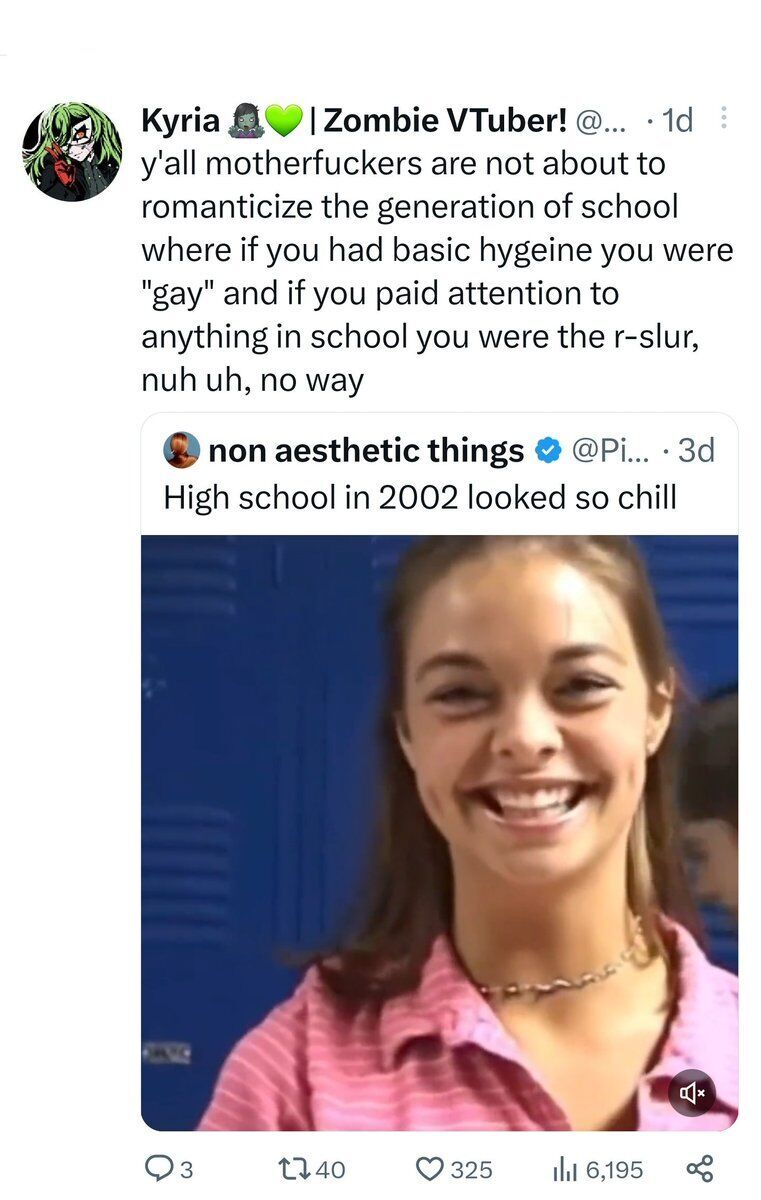 Kyria 🧟‍♀️💚 | Zombie VTuber! @... · 1d
y'all motherfuckers are not about to
romanticize the generation of school
where if you had basic hygeine you were
"gay" and if you paid attention to
anything in school you were the r-slur,
nuh uh, no way
non aesthetic things @Pi... · 3d
High school in 2002 looked so chill
3 40 325 6,195